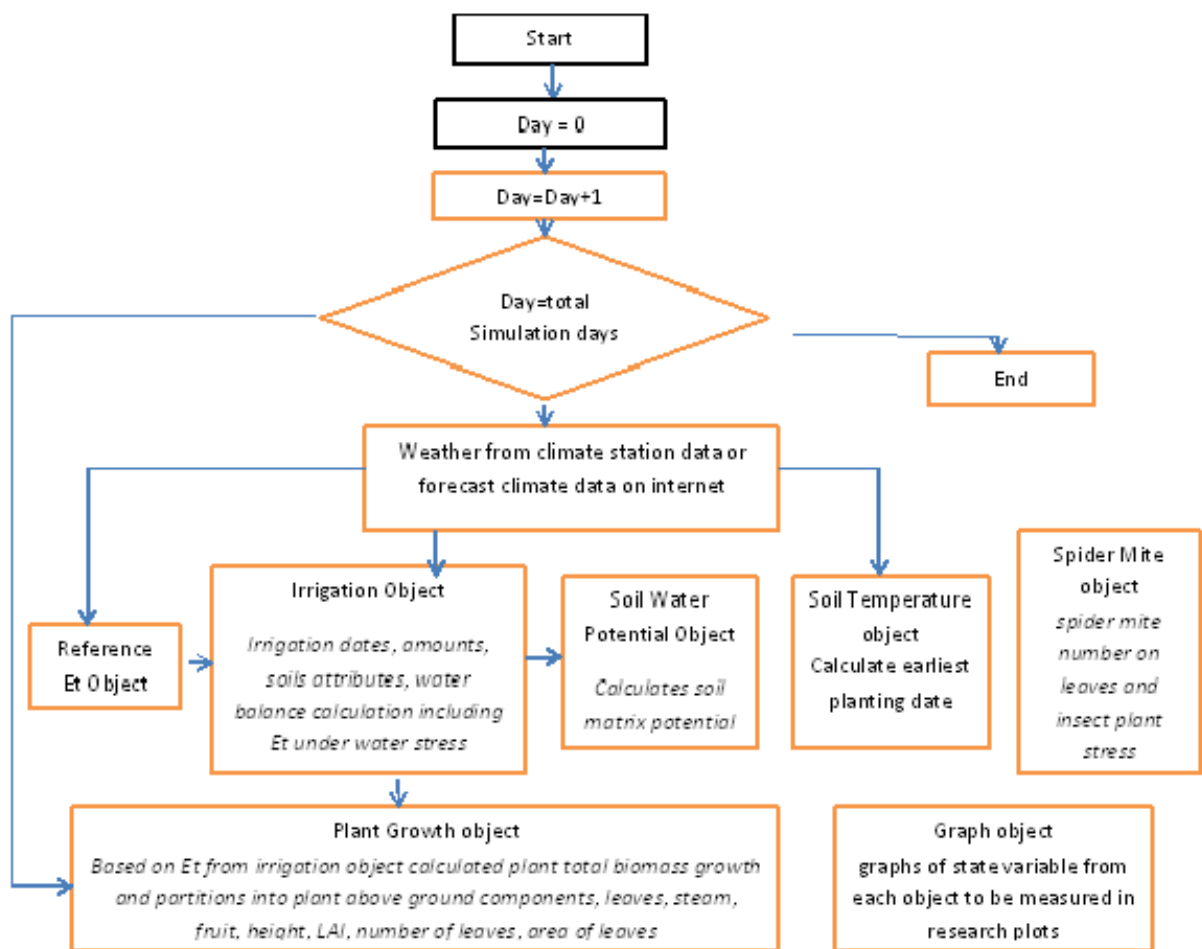 Start
Day = 0
Day=Day+1
Day=total
Simulation days
End
Weather from climate station data or
forecast climate data on internet
Reference
Et Object
Irrigation Object
Irrigation dates, amounts,
soils attributes, water
balance calculation including
Et under water stress
Soil Water
Potential Object
Calculates soil
matrix potential
Soil Temperature
object
Calculate earliest
planting date
Spider Mite
object
spider mite
number on
leaves and
insect plant
stress
Plant Growth object
Based on Et from irrigation object calculated plant total biomass growth
and partitions into plant above ground components, leaves, steam,
fruit, height, LAI, number of leaves, area of leaves
Graph object
graphs of state variable from
each object to be measured in
research plots